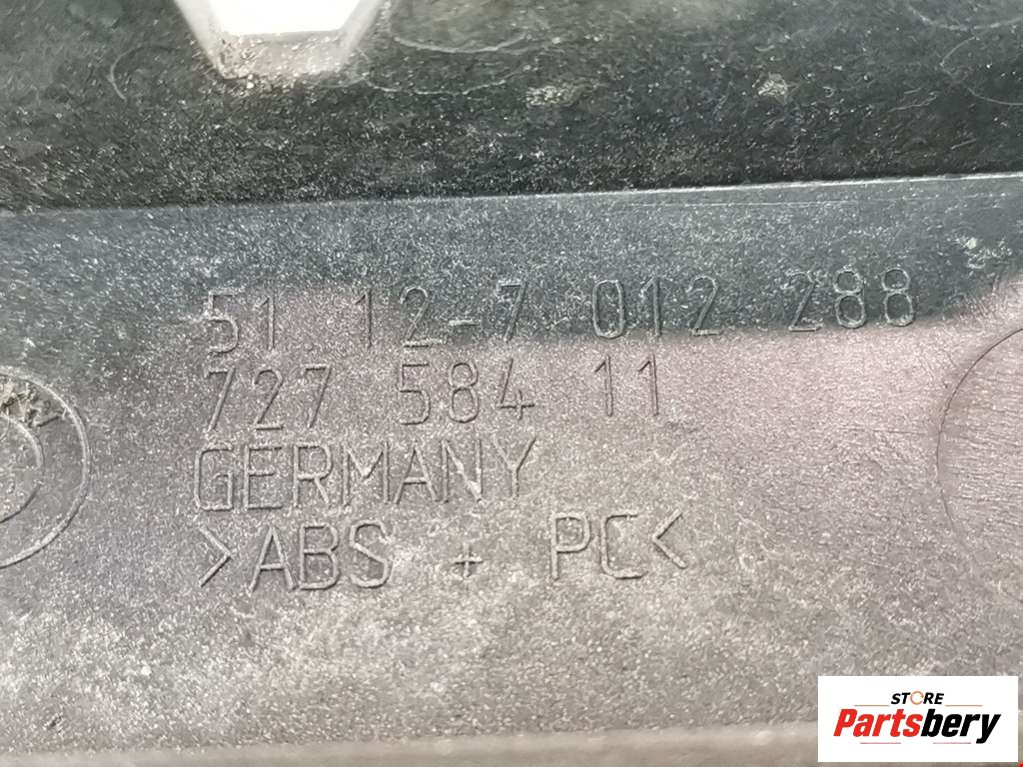 51.12-7 012 288
727 584 11
GERMANY
>ABS + PC<
STORE
Partsbery